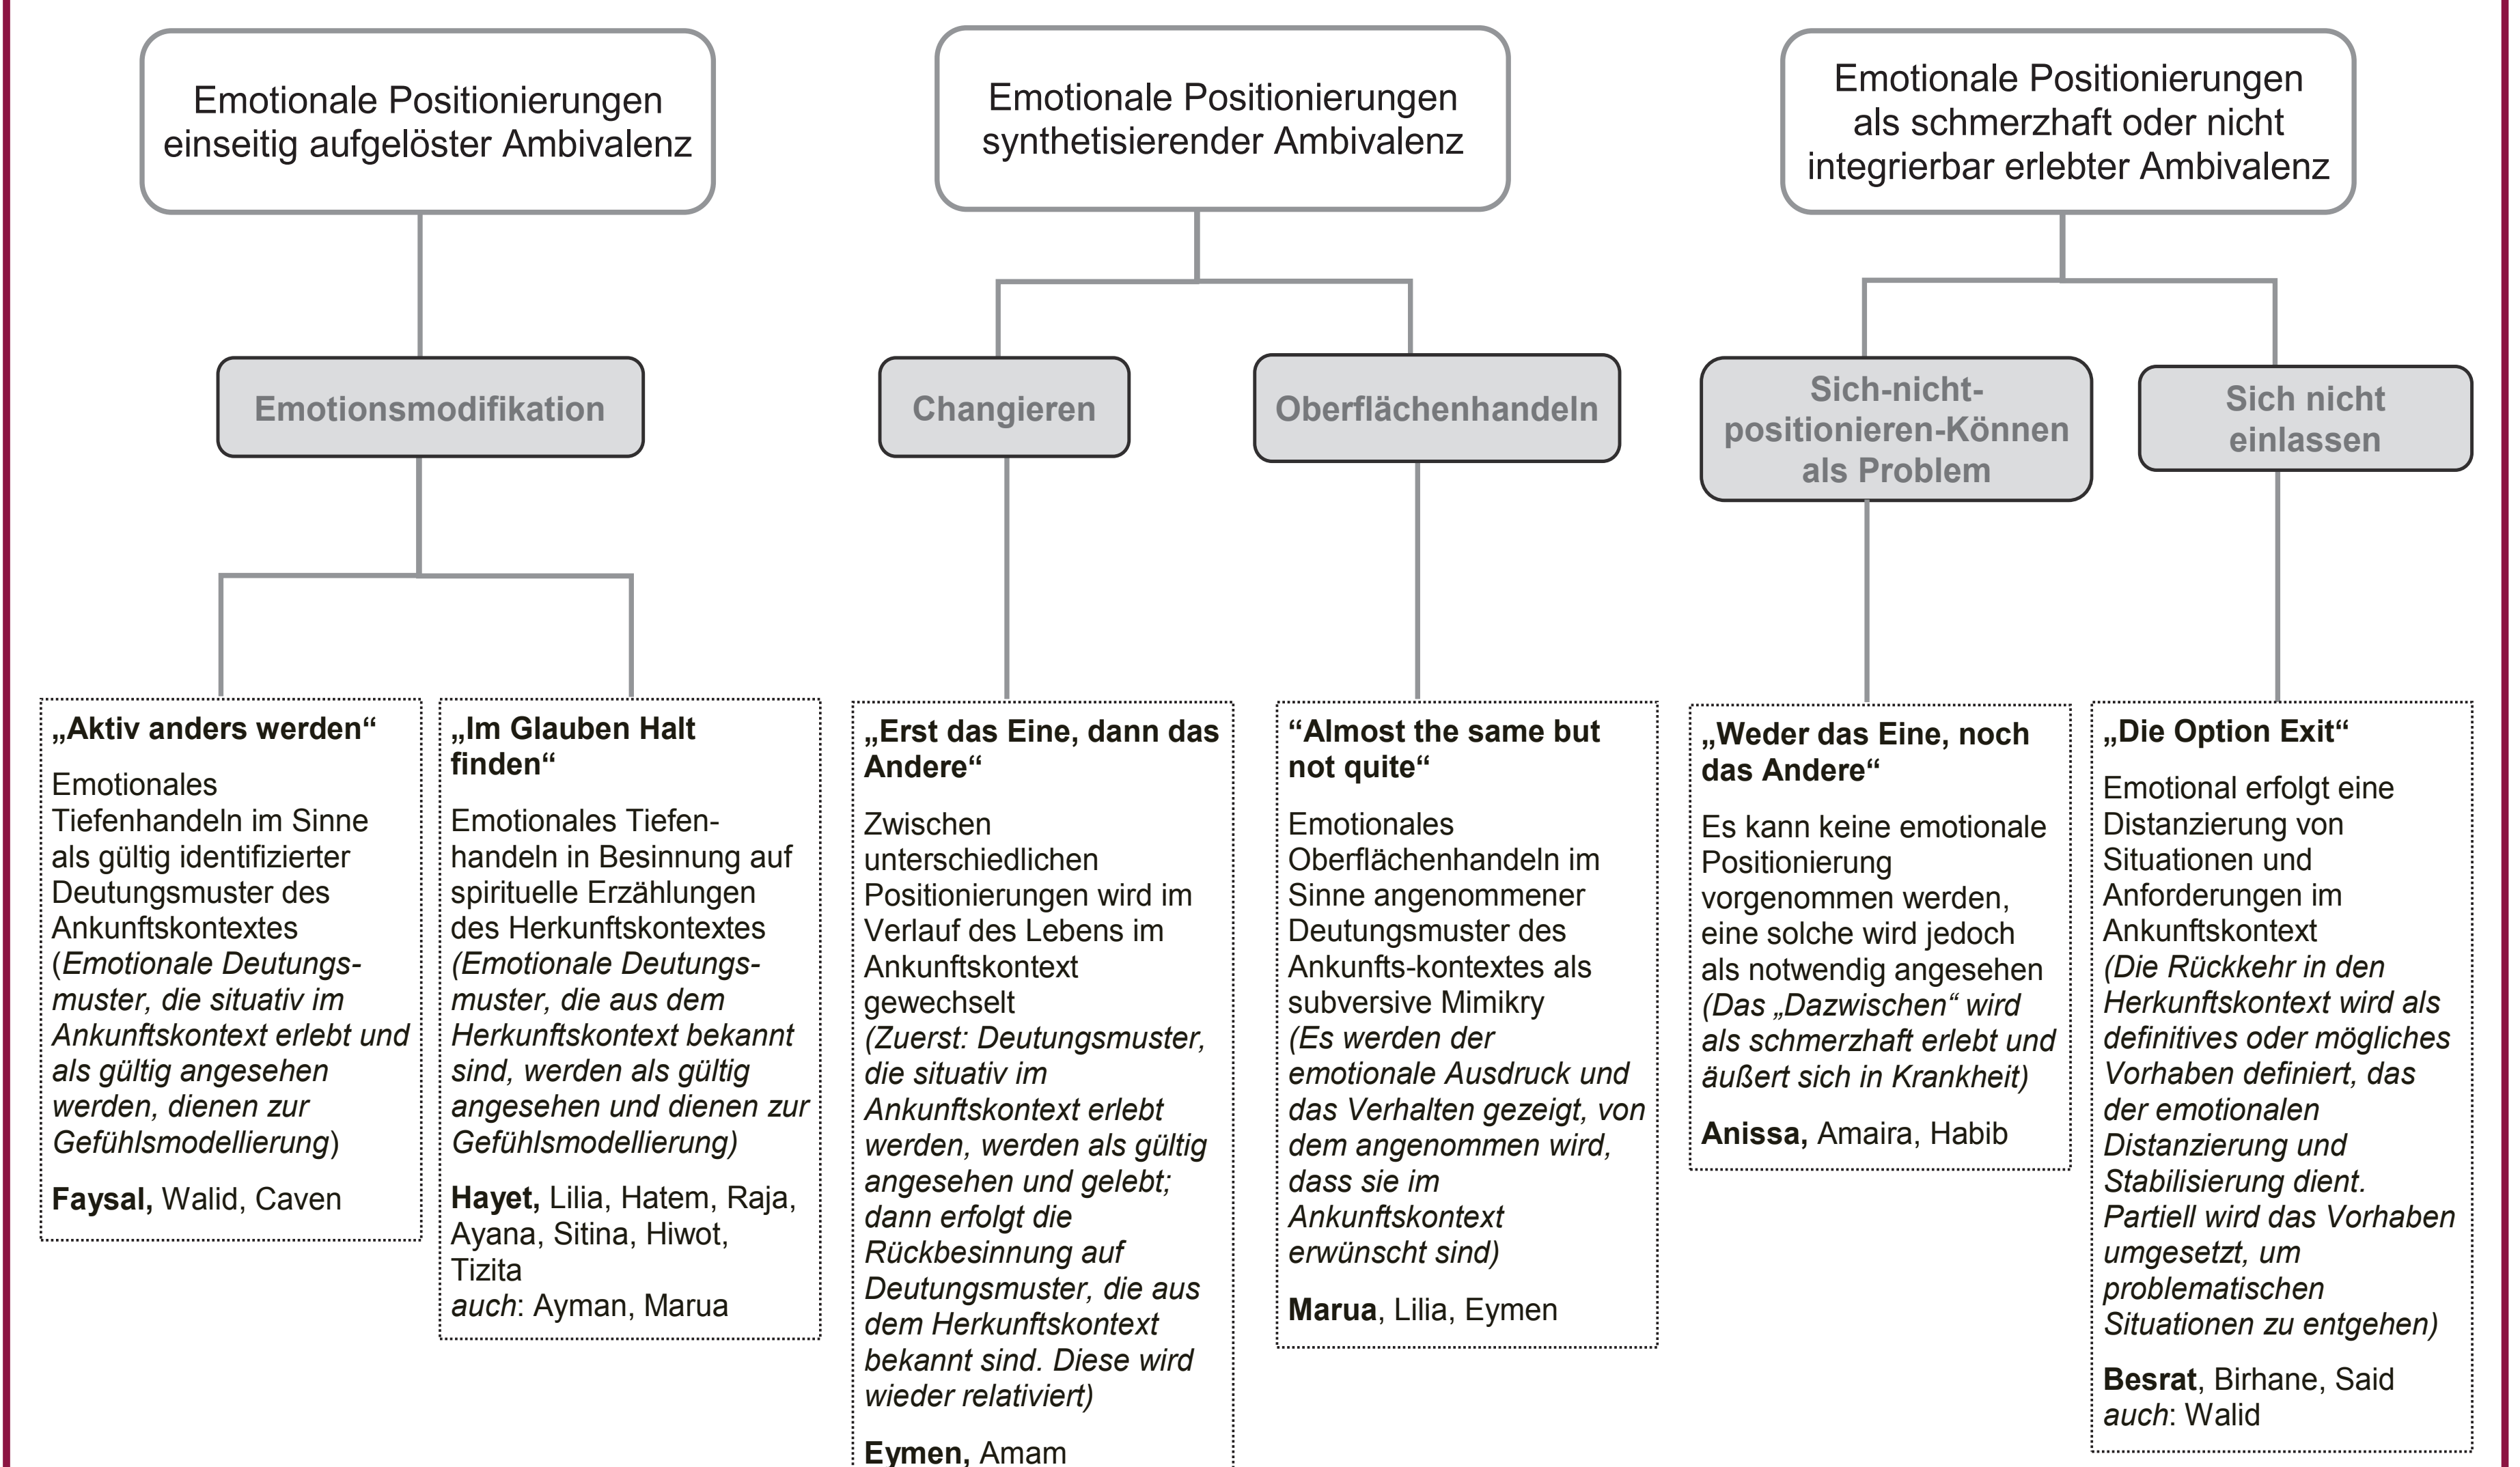 Emotionale Positionierungen
einseitig aufgelöster Ambivalenz
Emotionale Positionierungen
synthetisierender Ambivalenz
Emotionale Positionierungen
als schmerzhaft oder nicht
integrierbar erlebter Ambivalenz
Emotionsmodifikation
Changieren
Oberflächenhandeln
Sich-nicht-
positionieren-Können
als Problem
Sich nicht
einlassen
„Aktiv anders werden“
Emotionales
Tiefenhandeln im Sinne
als gültig identifizierter
Deutungsmuster des
Ankunftskontextes
(Emotionale Deutungs-
muster, die situativ im
Ankunftskontext erlebt und
als gültig angesehen
werden, dienen zur
Gefühlsmodellierung)
Faysal, Walid, Caven
„Im Glauben Halt
finden“
Emotionales Tiefen-
handeln in Besinnung auf
spirituelle Erzählungen
des Herkunftskontextes
(Emotionale Deutungs-
muster, die aus dem
Herkunftskontext bekannt
sind, werden als gültig
angesehen und dienen zur
Gefühlsmodellierung)
Hayet, Lilia, Hatem, Raja,
Ayana, Sitina, Hiwot,
Tizita
auch: Ayman, Marua
„Erst das Eine, dann das
Andere“
Zwischen
unterschiedlichen
Positionierungen wird im
Verlauf des Lebens im
Ankunftskontext
gewechselt
(Zuerst: Deutungsmuster,
die situativ im
Ankunftskontext erlebt
werden, werden als gültig
angesehen und gelebt;
dann erfolgt die
Rückbesinnung auf
Deutungsmuster, die aus
dem Herkunftskontext
bekannt sind. Diese wird
wieder relativiert)
Eymen, Amam
“Almost the same but
not quite“
Emotionales
Oberflächenhandeln im
Sinne angenommener
Deutungsmuster des
Ankunfts-kontextes als
subversive Mimikry
(Es werden der
emotionale Ausdruck und
das Verhalten gezeigt, von
dem angenommen wird,
dass sie im
Ankunftskontext
erwünscht sind)
Marua, Lilia, Eymen
„Weder das Eine, noch
das Andere“
Es kann keine emotionale
Positionierung
vorgenommen werden,
eine solche wird jedoch
als notwendig angesehen
(Das „Dazwischen“ wird
als schmerzhaft erlebt und
äußert sich in Krankheit)
Anissa, Amaira, Habib
„Die Option Exit“
Emotional erfolgt eine
Distanzierung von
Situationen und
Anforderungen im
Ankunftskontext
(Die Rückkehr in den
Herkunftskontext wird als
definitives oder mögliches
Vorhaben definiert, das
der emotionalen
Distanzierung und
Stabilisierung dient.
Partiell wird das Vorhaben
umgesetzt, um
problematischen
Situationen zu entgehen)
Besrat, Birhane, Said
auch: Walid